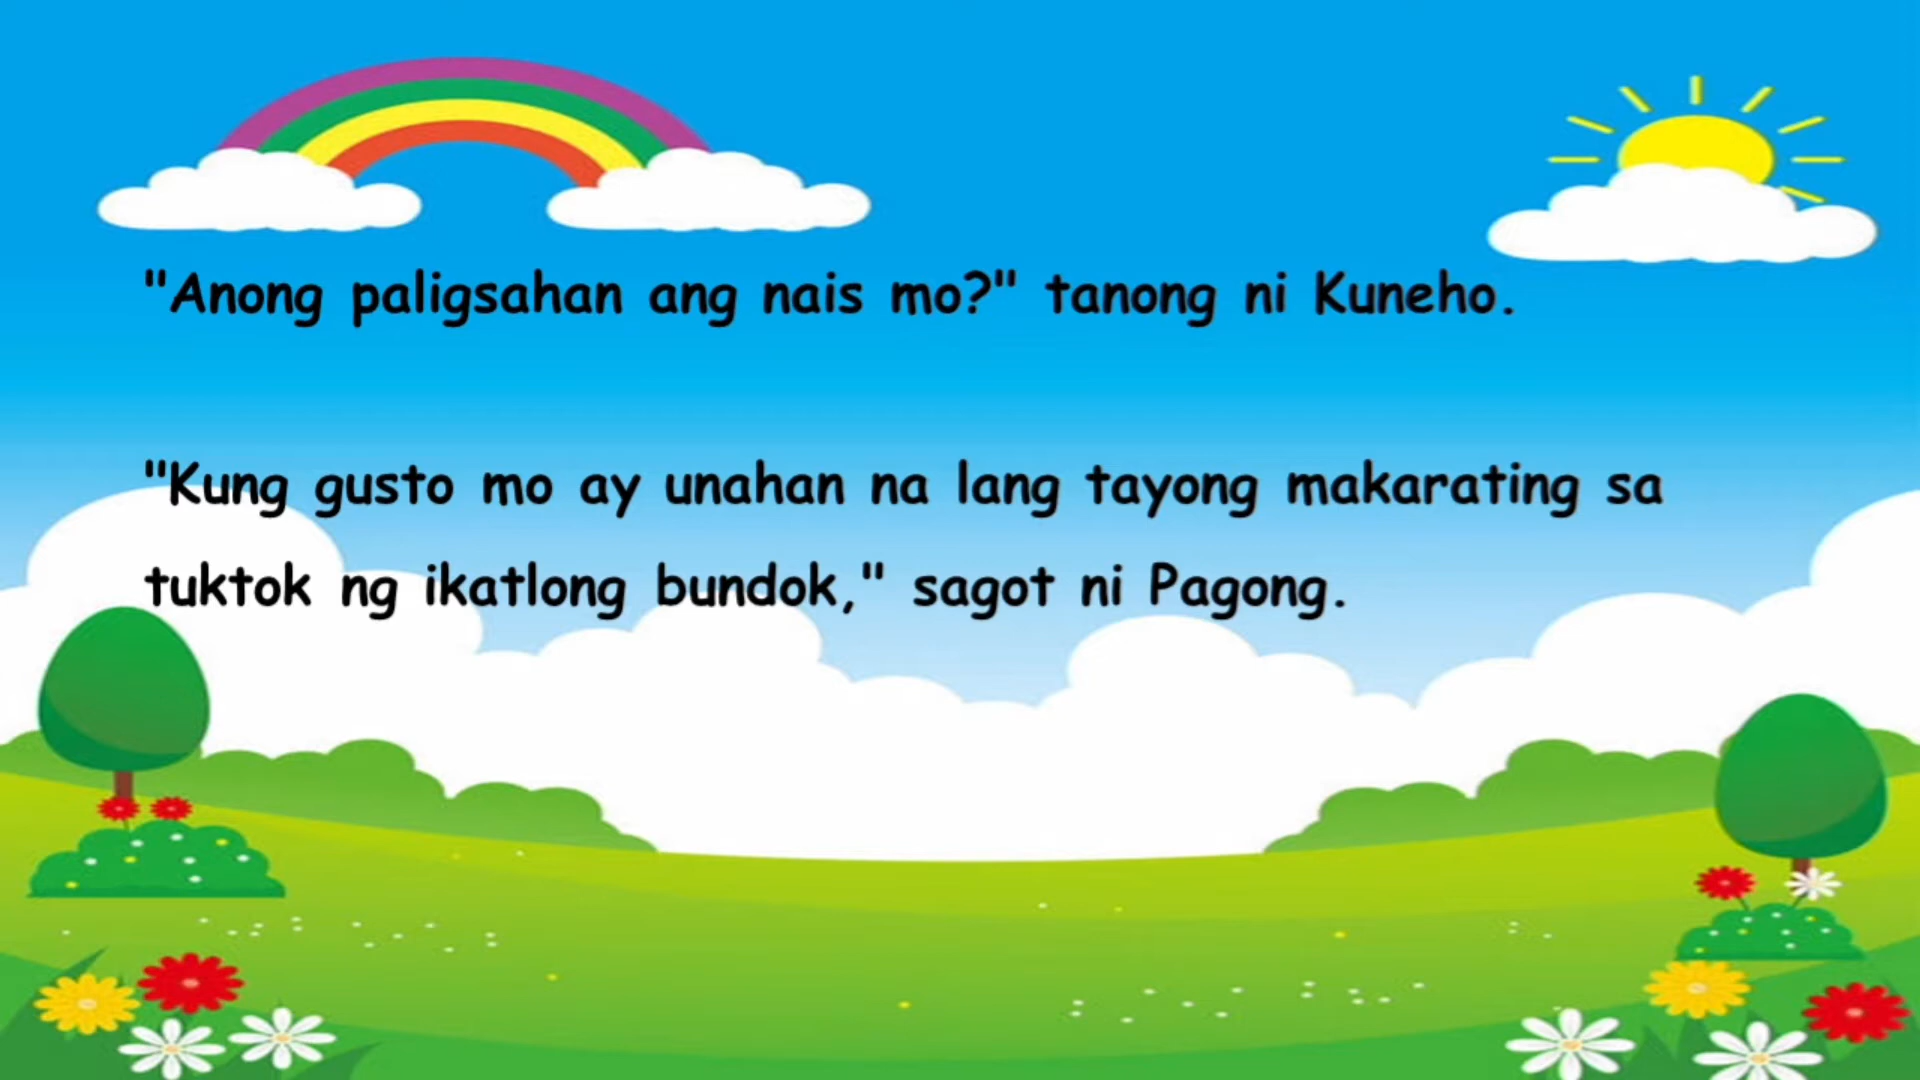 "Anong paligsahan ang nais mo?" tanong ni Kuneho.
"Kung gusto mo ay unahan na lang tayong makarating sa
tuktok ng ikatlong bundok," sagot ni Pagong.